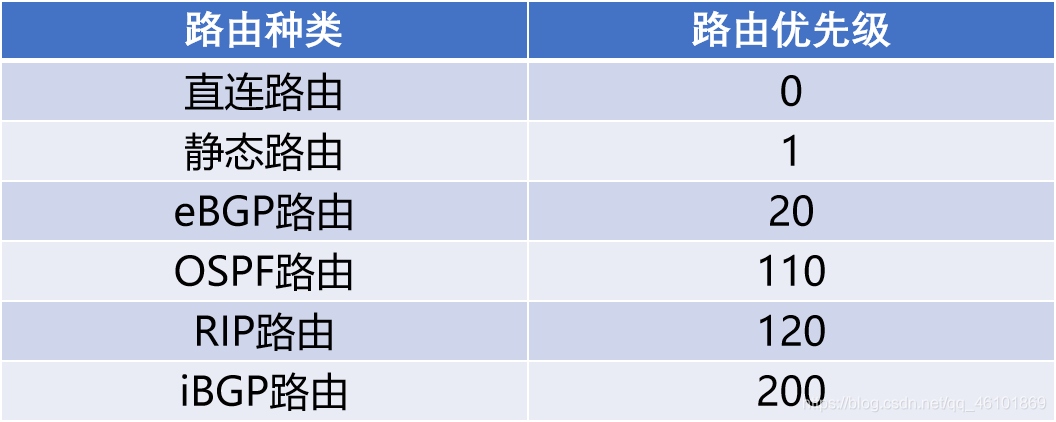 路由种类 路由优先级
直连路由 0
静态路由 1
eBGP路由 20
OSPF路由 110
RIP路由 120
iBGP路由 200
https://blog.csdn.net/qq_46101869